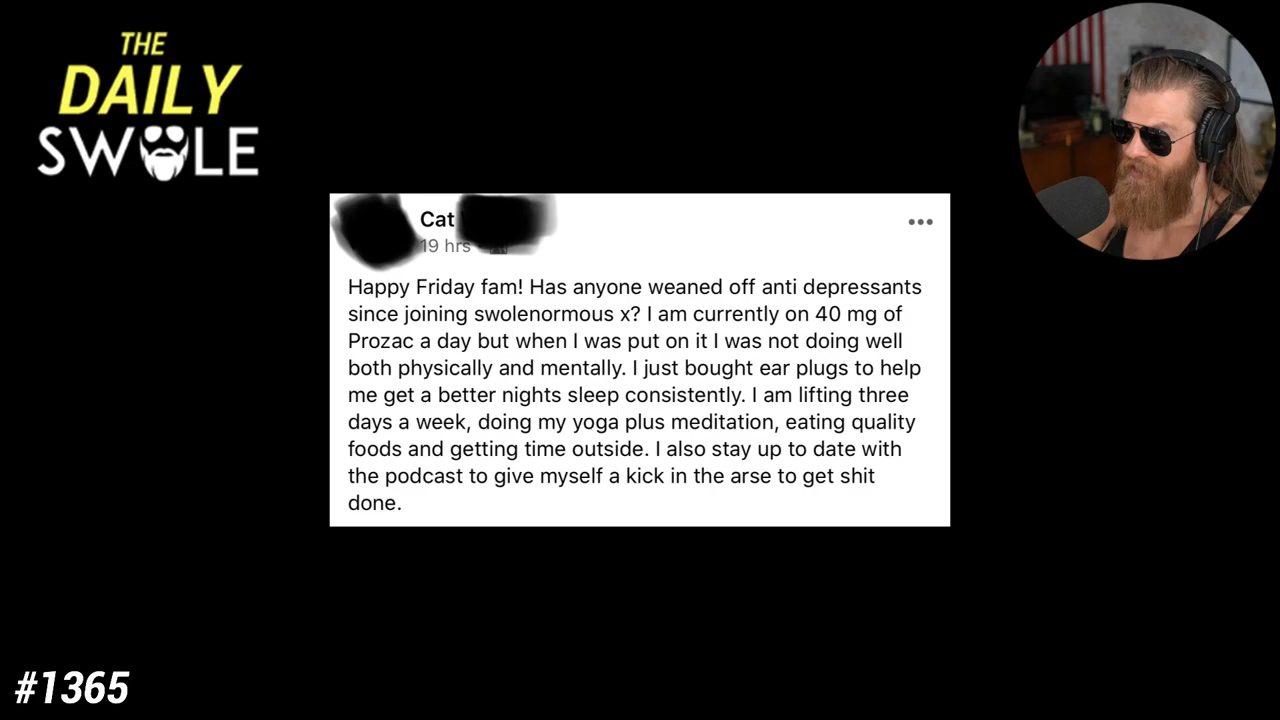 THE
DAILY
SWOLE
Cat
19 hrs
Happy Friday fam! Has anyone weaned off anti depressants
since joining swolenormous x? I am currently on 40 mg of
Prozac a day but when I was put on it I was not doing well
both physically and mentally. I just bought ear plugs to help
me get a better nights sleep consistently. I am lifting three
days a week, doing my yoga plus meditation, eating quality
foods and getting time outside. I also stay up to date with
the podcast to give myself a kick in the arse to get shit
done.
#1365